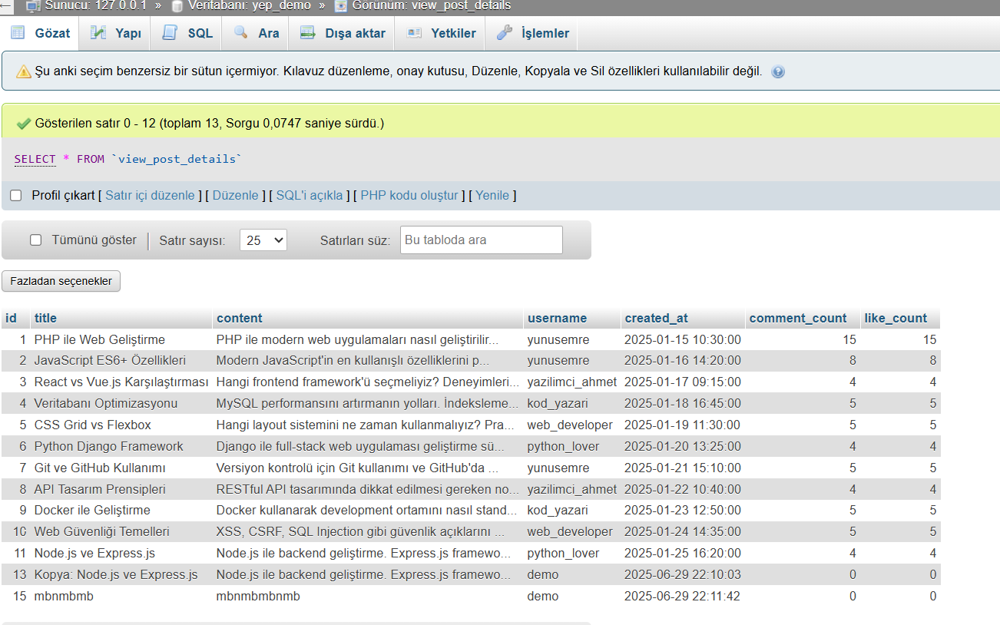 Sunucu: 127.0.0.1 » Veritabanı: yep_demo » Görünüm: view_post_details
Gözat Yapı SQL Ara Dışa aktar Yetkiler İşlemler
Şu anki seçim benzersiz bir sütun içermiyor. Kılavuz düzenleme, onay kutusu, Düzenle, Kopyala ve Sil özellikleri kullanılabilir değil.
Gösterilen satır 0 - 12 (toplam 13, Sorgu 0,0747 saniye sürdü.)
SELECT * FROM `view_post_details`
Profil çıkart [ Satır içi düzenle ] [ Düzenle ] [ SQL'i açıkla ] [ PHP kodu oluştur ] [ Yenile ]
Tümünü göster | Satır sayısı: 25 Satırları süz: Bu tabloda ara
Fazladan seçenekler
id title content username created_at comment_count like_count
1 PHP ile Web Geliştirme PHP ile modern web uygulamaları nasıl geliştirilir... yunusemre 2025-01-15 10:30:00 15 15
2 JavaScript ES6+ Özellikleri Modern JavaScript'in en kullanışlı özelliklerini p... yunusemre 2025-01-16 14:20:00 8 8
3 React vs Vue.js Karşılaştırması Hangi frontend framework'ü seçmeliyiz? Deneyimleri... yazilimci_ahmet 2025-01-17 09:15:00 4 4
4 Veritabanı Optimizasyonu MySQL performansını artırmanın yolları. İndeksleme... kod_yazari 2025-01-18 16:45:00 5 5
5 CSS Grid vs Flexbox Hangi layout sistemini ne zaman kullanmalıyız? Pra... web_developer 2025-01-19 11:30:00 5 5
6 Python Django Framework Django ile full-stack web uygulaması geliştirme sü... python_lover 2025-01-20 13:25:00 4 4
7 Git ve GitHub Kullanımı Versiyon kontrolü için Git kullanımı ve GitHub'da ... yunusemre 2025-01-21 15:10:00 5 5
8 API Tasarım Prensipleri RESTful API tasarımında dikkat edilmesi gereken no... yazilimci_ahmet 2025-01-22 10:40:00 4 4
9 Docker ile Geliştirme Docker kullanarak development ortamını nasıl stand... kod_yazari 2025-01-23 12:50:00 5 5
10 Web Güvenliği Temelleri XSS, CSRF, SQL Injection gibi güvenlik açıklarını ... web_developer 2025-01-24 14:35:00 5 5
11 Node.js ve Express.js Node.js ile backend geliştirme. Express.js framewo... python_lover 2025-01-25 16:20:00 4 4
13 Kopya: Node.js ve Express.js Node.js ile backend geliştirme. Express.js framewo... demo 2025-06-29 22:10:03 0 0
15 mbnmbmb mbnmbmbnmb demo 2025-06-29 22:11:42 0 0